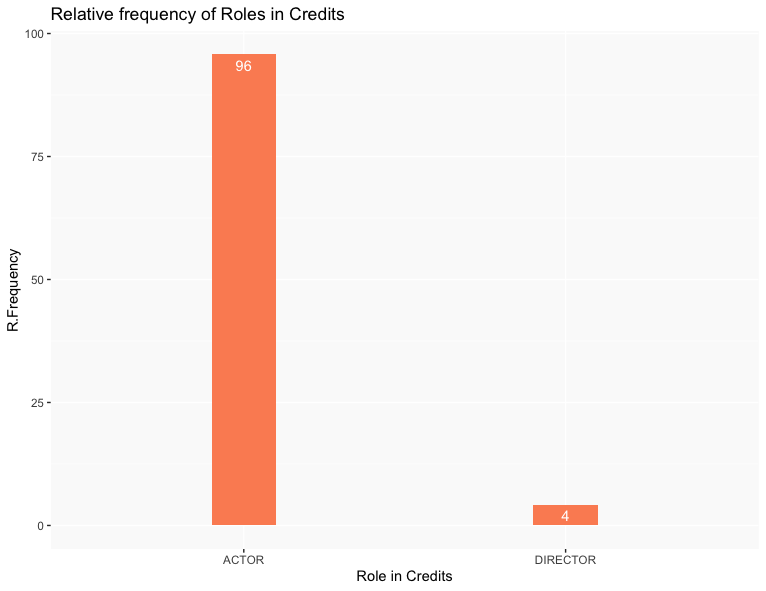 Relative frequency of Roles in Credits
100
75
50
25
0
R.Frequency
96
4
ACTOR
DIRECTOR
Role in Credits